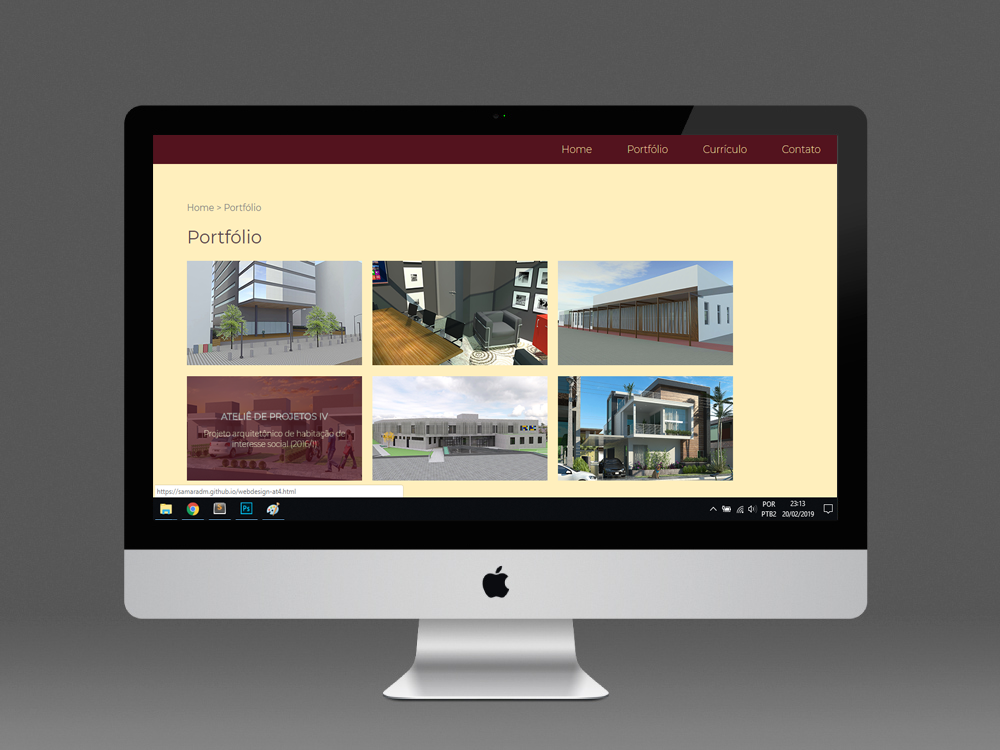 Home Portfólio Currículo Contato
Home > Portfólio
Portfólio
ATELIÊ DE PROJETOS IV
Projeto arquitetônico de habitação de
interesse social (2016/I)
https://samaradm.github.io/webdesign-at4.html
S
Ps
POR
PTB2
23:13
20/02/2019